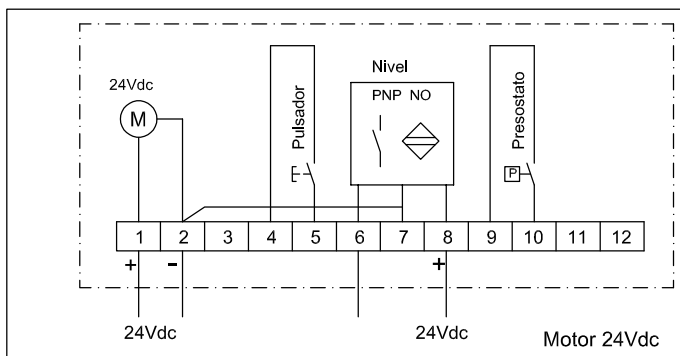 24Vdc
M
Pulsador
Nivel
PNP NO
Presostato
P
1 2 3 4 5 6 7 8 9 10 11 12
+ - +
24Vdc 24Vdc
Motor 24Vdc